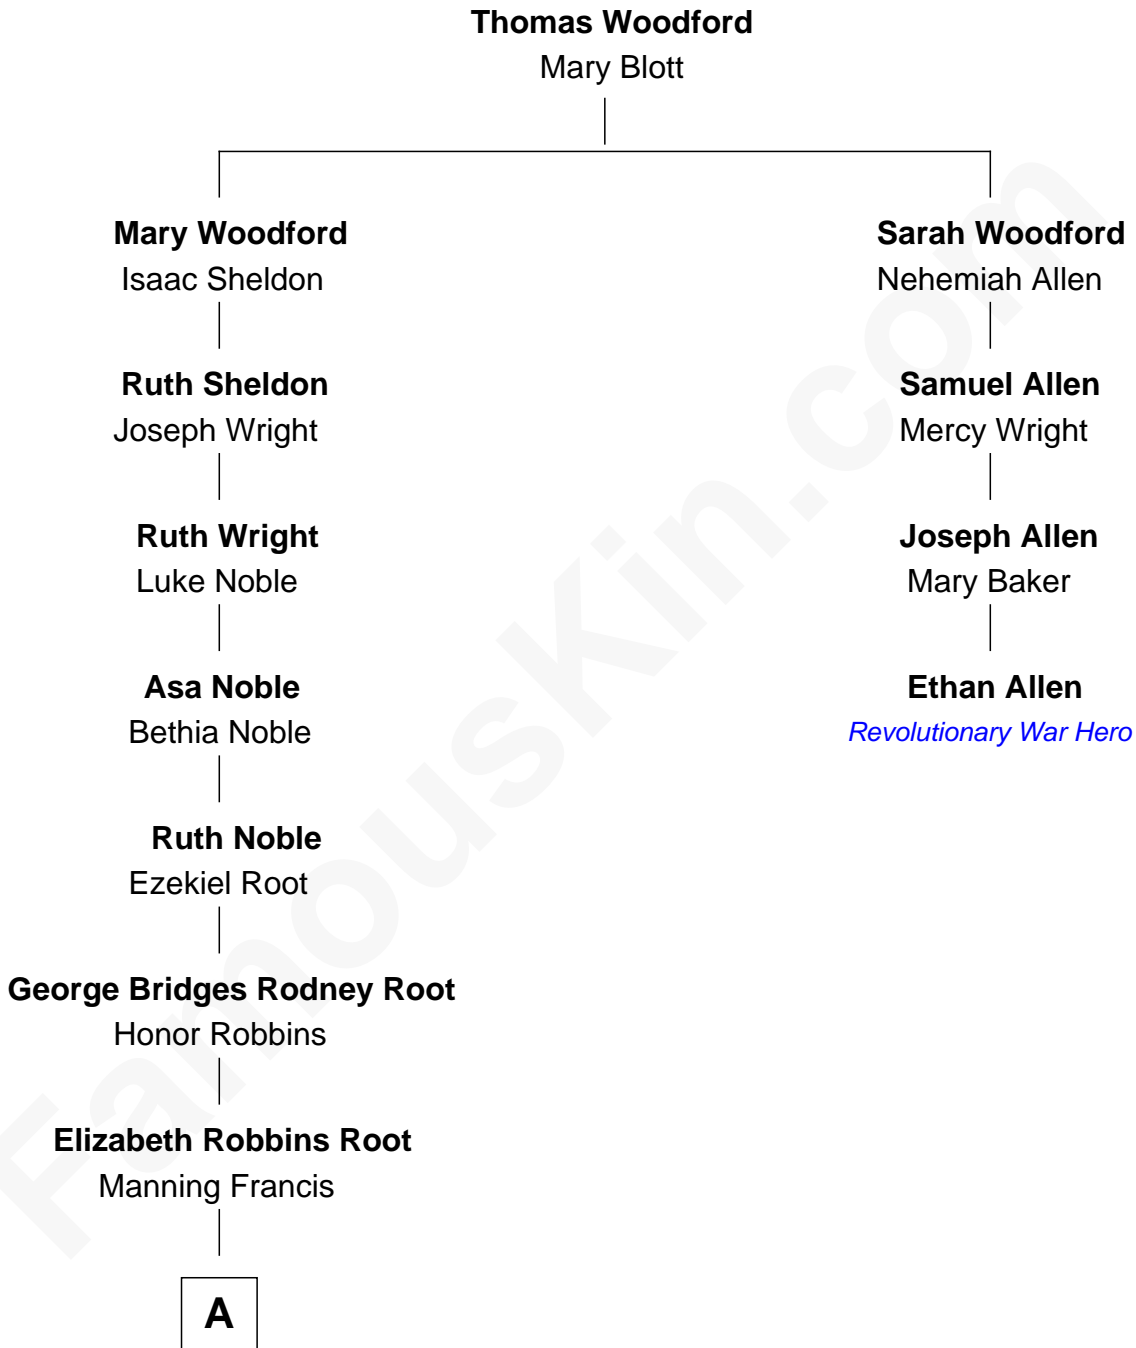 Thomas Woodford
Mary Blott
Mary Woodford
Isaac Sheldon
Sarah Woodford
Nehemiah Allen
Ruth Sheldon
Joseph Wright
Samuel Allen
Mercy Wright
Ruth Wright
Luke Noble
Joseph Allen
Mary Baker
Asa Noble
Bethia Noble
Ethan Allen
Revolutionary War Hero
Ruth Noble
Ezekiel Root
George Bridges Rodney Root
Honor Robbins
Elizabeth Robbins Root
Manning Francis
A
FamousKin.com